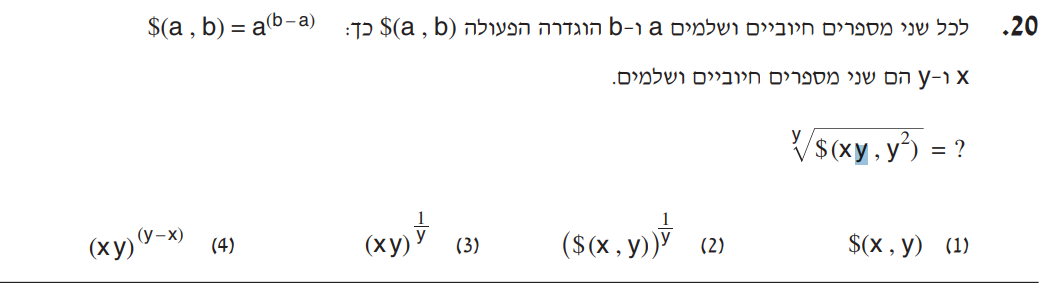 20. לכל שני מספרים חיוביים ושלמים a ו-b הוגדרה הפעולה $(a , b) כך: $(a , b) = a^(b – a)
x ו-y הם שני מספרים חיוביים ושלמים.
ʸ√$(xy , y²) = ?
(1) $(x , y) (2) ($(x , y))^(1/y) (3) (xy)^(1/y) (4) (xy)^(y–x)